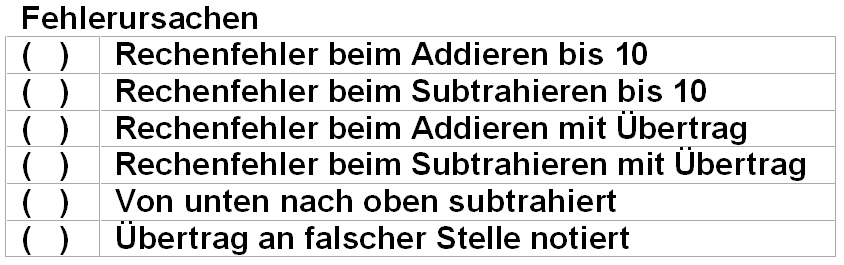 Fehlerursachen
( ) Rechenfehler beim Addieren bis 10
( ) Rechenfehler beim Subtrahieren bis 10
( ) Rechenfehler beim Addieren mit Übertrag
( ) Rechenfehler beim Subtrahieren mit Übertrag
( ) Von unten nach oben subtrahiert
( ) Übertrag an falscher Stelle notiert